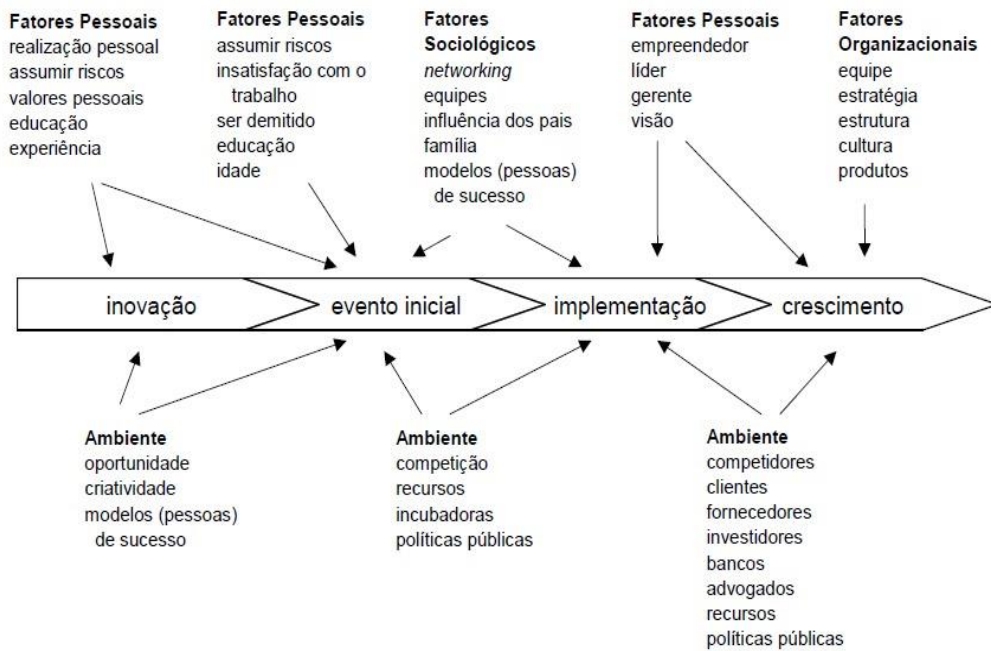 Fatores Pessoais
realização pessoal
assumir riscos
valores pessoais
educação
experiência
Fatores Pessoais
assumir riscos
insatisfação com o
trabalho
ser demitido
educação
idade
Fatores
Sociológicos
networking
equipes
influência dos pais
família
modelos (pessoas)
de sucesso
Fatores Pessoais
empreendedor
líder
gerente
visão
Fatores
Organizacionais
equipe
estratégia
estrutura
cultura
produtos
inovação
evento inicial
implementação
crescimento
Ambiente
oportunidade
criatividade
modelos (pessoas)
de sucesso
Ambiente
competição
recursos
incubadoras
políticas públicas
Ambiente
competidores
clientes
fornecedores
investidores
bancos
advogados
recursos
políticas públicas